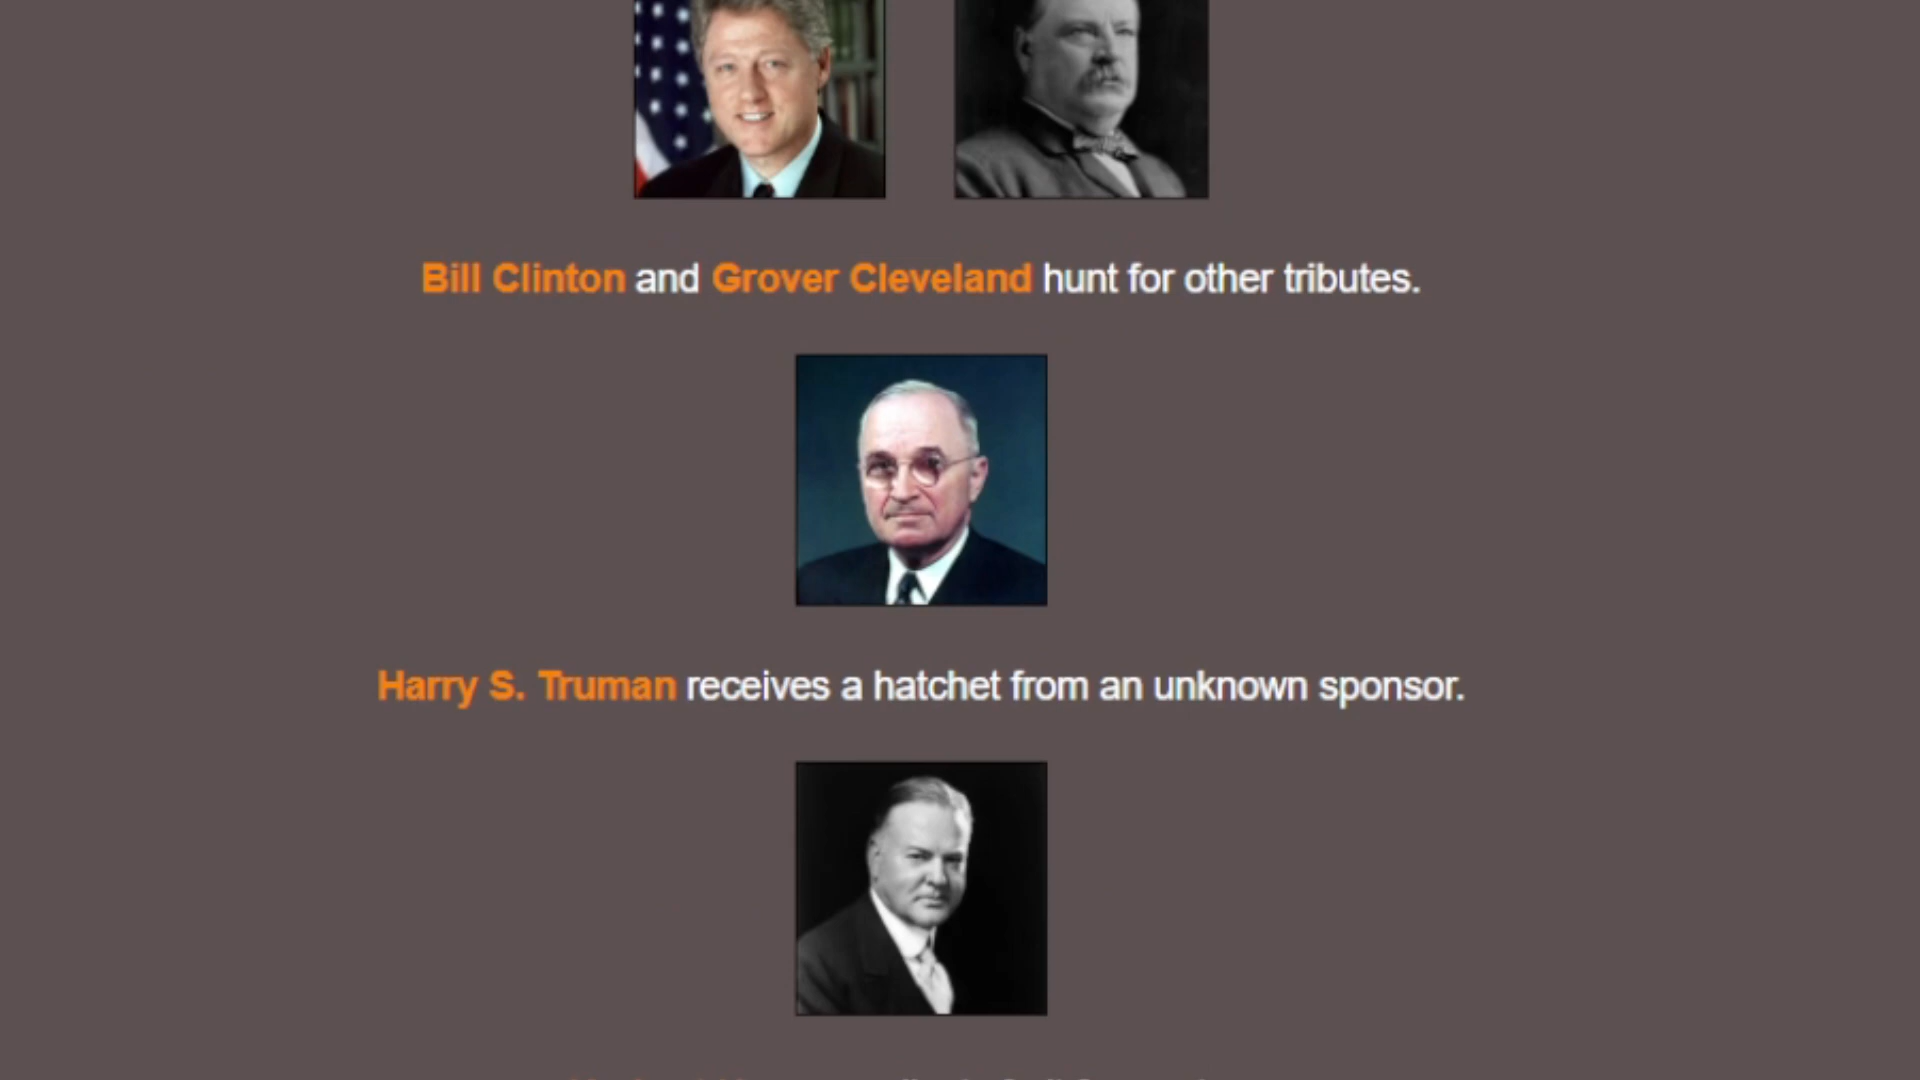 Bill Clinton and Grover Cleveland hunt for other tributes.
Harry S. Truman receives a hatchet from an unknown sponsor.